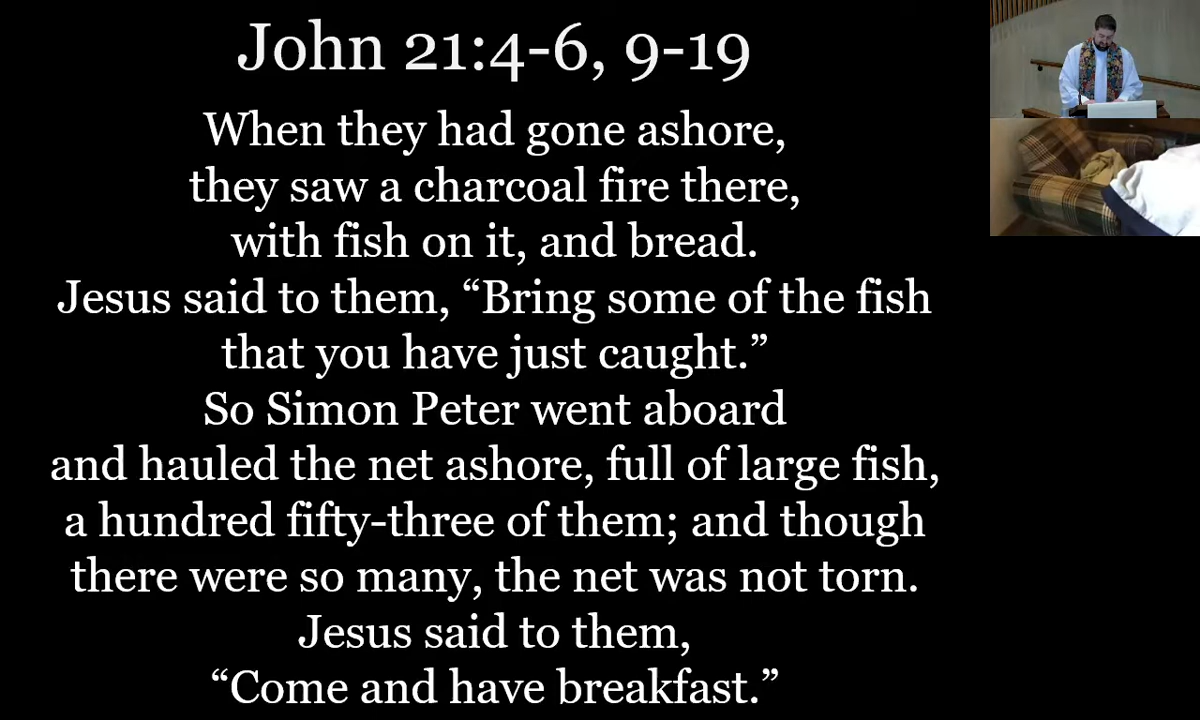 John 21:4-6, 9-19
When they had gone ashore,
they saw a charcoal fire there,
with fish on it, and bread.
Jesus said to them, “Bring some of the fish
that you have just caught.”
So Simon Peter went aboard
and hauled the net ashore, full of large fish,
a hundred fifty-three of them; and though
there were so many, the net was not torn.
Jesus said to them,
“Come and have breakfast.”